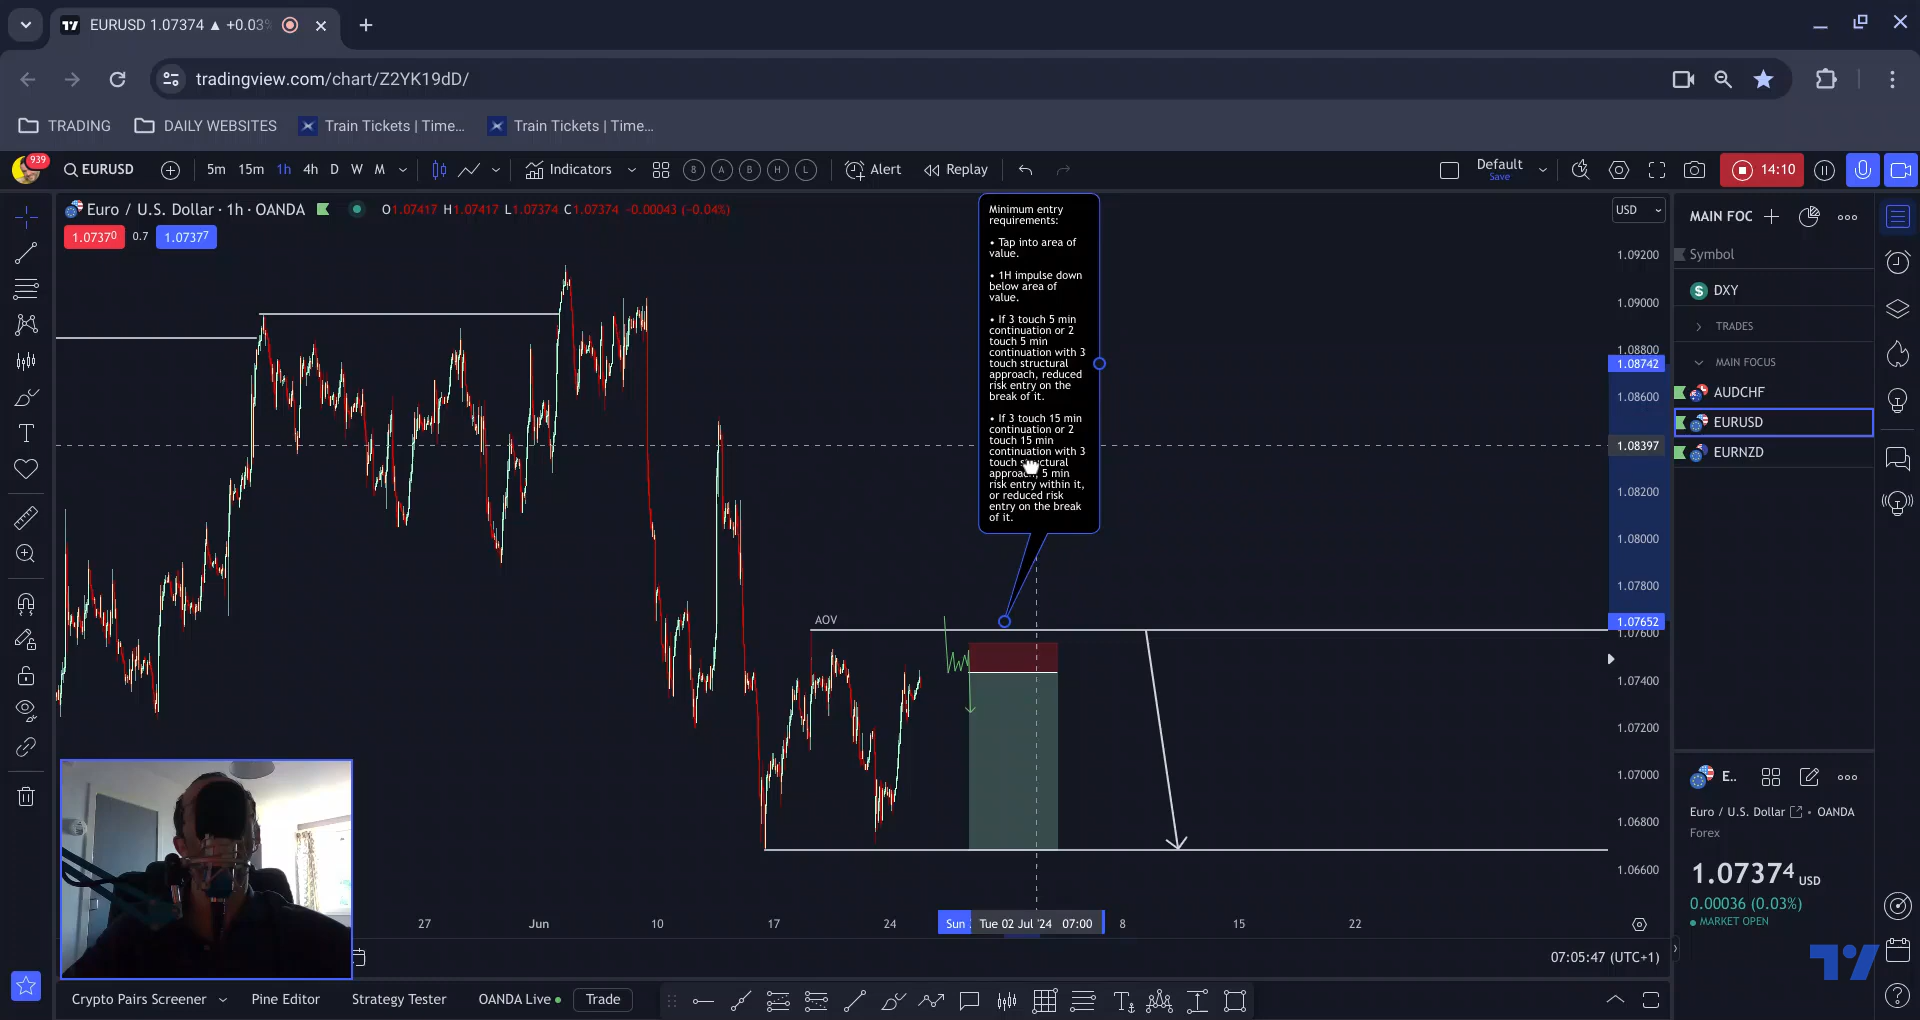 EURUSD 1.07374 ▲ +0.03%
tradingview.com/chart/Z2YK19dD/
TRADING
DAILY WEBSITES
Train Tickets | Time...
Train Tickets | Time...
939
EURUSD
5m 15m 1h 4h D W M
Indicators
8 A B H L
Alert
Replay
Default
Save
14:10
Euro / U.S. Dollar · 1h · OANDA
O1.07417 H1.07417 L1.07374 C1.07374 -0.00043 (-0.04%)
1.07370
0.7
1.07377
Minimum entry
requirements:
• Tap into area of
value.
• 1H impulse down
below area of
value.
• If 3 touch 5 min
continuation or 2
touch 5 min
continuation with 3
touch structural
approach, reduced
risk entry on the
break of it.
• If 3 touch 15 min
continuation or 2
touch 15 min
continuation with 3
touch structural
approach, 5 min
risk entry within it,
or reduced risk
entry on the break
of it.
AOV
USD
1.09200
1.09000
1.08800
1.08742
1.08600
1.08397
1.08200
1.08000
1.07800
1.07652
1.07600
1.07400
1.07200
1.07000
1.06800
1.06600
27 Jun 10 17 24 Sun Tue 02 Jul '24 07:00 8 15 22
07:05:47 (UTC+1)
MAIN FOC
Symbol
DXY
TRADES
MAIN FOCUS
AUDCHF
EURUSD
EURNZD
E..
Euro / U.S. Dollar • OANDA
Forex
1.07374 USD
0.00036 (0.03%)
MARKET OPEN
Crypto Pairs Screener
Pine Editor
Strategy Tester
OANDA Live
Trade